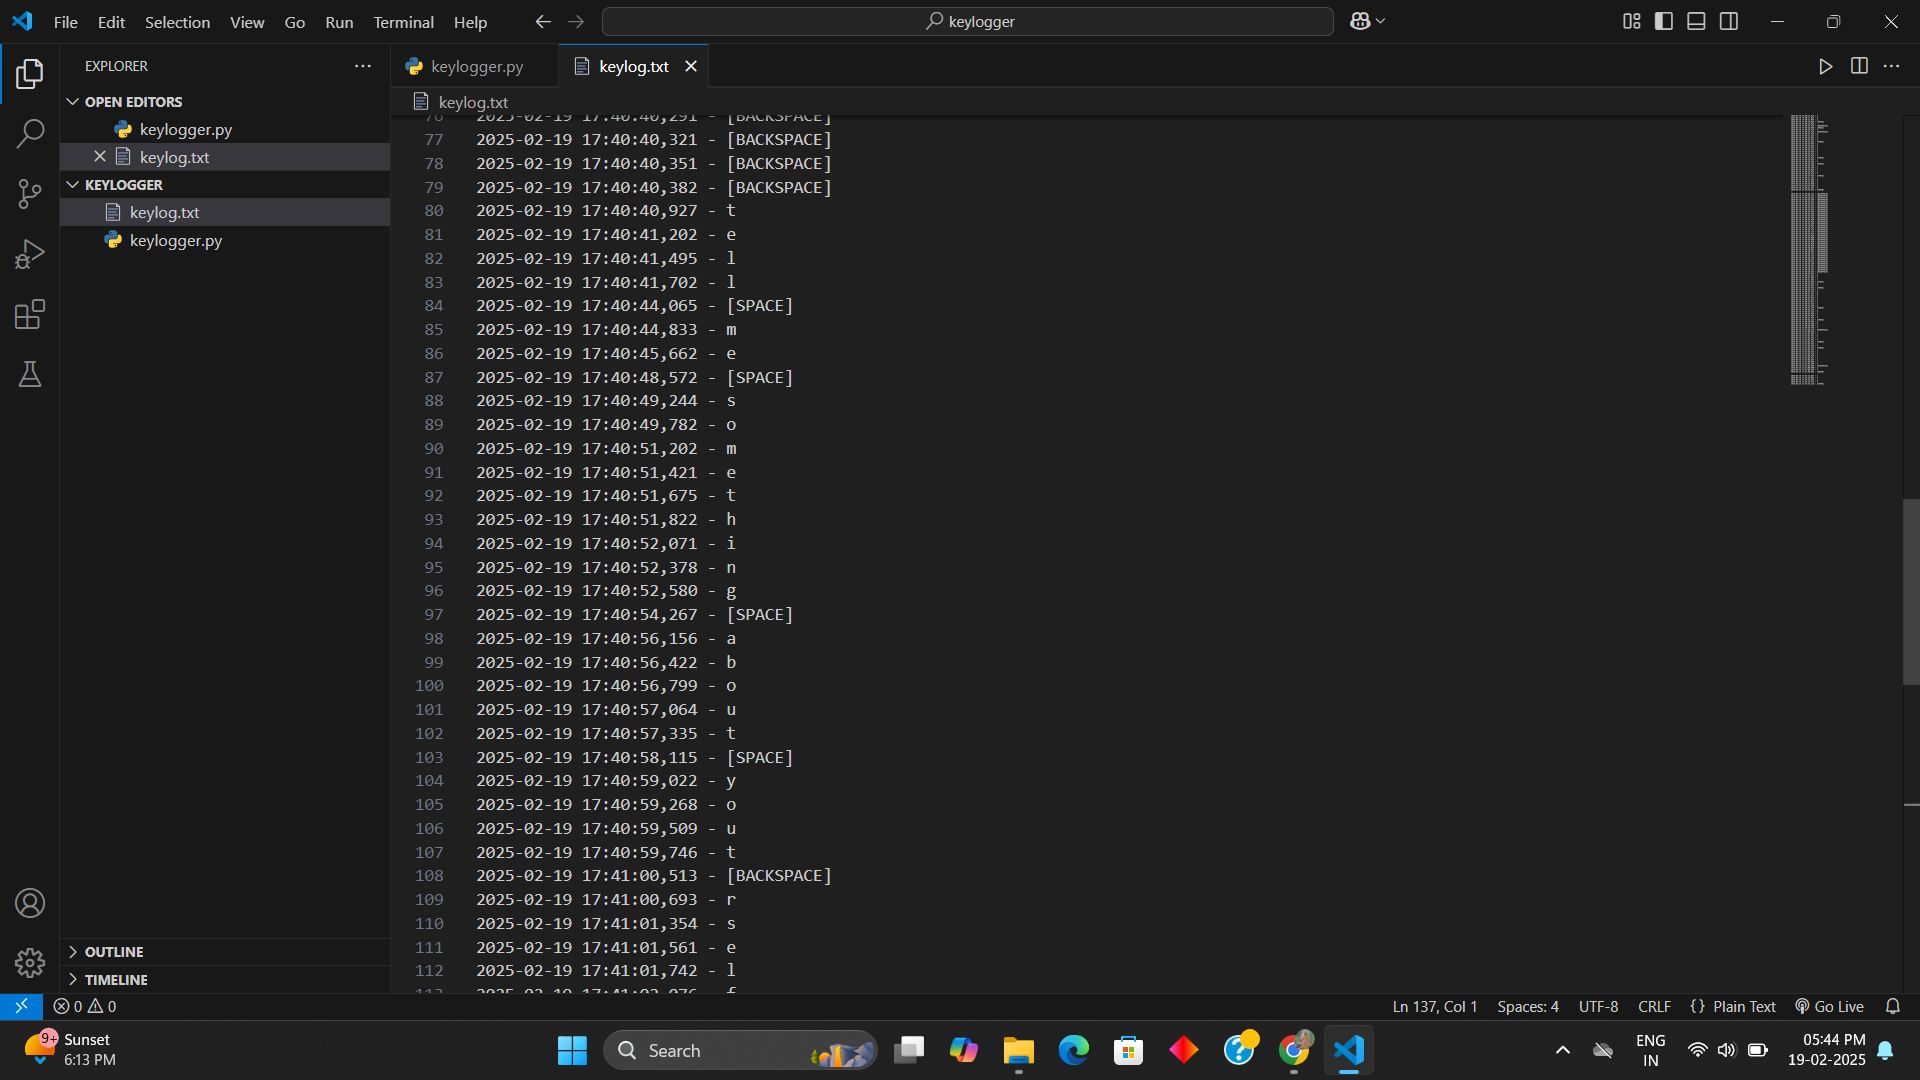 File Edit Selection View Go Run Terminal Help
keylogger
EXPLORER
OPEN EDITORS
keylogger.py
keylog.txt
KEYLOGGER
keylog.txt
keylogger.py
OUTLINE
TIMELINE
keylogger.py
keylog.txt
keylog.txt
76 2025-02-19 17:40:40,291 - [BACKSPACE]
77 2025-02-19 17:40:40,321 - [BACKSPACE]
78 2025-02-19 17:40:40,351 - [BACKSPACE]
79 2025-02-19 17:40:40,382 - [BACKSPACE]
80 2025-02-19 17:40:40,927 - t
81 2025-02-19 17:40:41,202 - e
82 2025-02-19 17:40:41,495 - l
83 2025-02-19 17:40:41,702 - l
84 2025-02-19 17:40:44,065 - [SPACE]
85 2025-02-19 17:40:44,833 - m
86 2025-02-19 17:40:45,662 - e
87 2025-02-19 17:40:48,572 - [SPACE]
88 2025-02-19 17:40:49,244 - s
89 2025-02-19 17:40:49,782 - o
90 2025-02-19 17:40:51,202 - m
91 2025-02-19 17:40:51,421 - e
92 2025-02-19 17:40:51,675 - t
93 2025-02-19 17:40:51,822 - h
94 2025-02-19 17:40:52,071 - i
95 2025-02-19 17:40:52,378 - n
96 2025-02-19 17:40:52,580 - g
97 2025-02-19 17:40:54,267 - [SPACE]
98 2025-02-19 17:40:56,156 - a
99 2025-02-19 17:40:56,422 - b
100 2025-02-19 17:40:56,799 - o
101 2025-02-19 17:40:57,064 - u
102 2025-02-19 17:40:57,335 - t
103 2025-02-19 17:40:58,115 - [SPACE]
104 2025-02-19 17:40:59,022 - y
105 2025-02-19 17:40:59,268 - o
106 2025-02-19 17:40:59,509 - u
107 2025-02-19 17:40:59,746 - t
108 2025-02-19 17:41:00,513 - [BACKSPACE]
109 2025-02-19 17:41:00,693 - r
110 2025-02-19 17:41:01,354 - s
111 2025-02-19 17:41:01,561 - e
112 2025-02-19 17:41:01,742 - l
113 2025-02-19 17:41:02,076 - f
0 0
Ln 137, Col 1 Spaces: 4 UTF-8 CRLF {} Plain Text Go Live
9+
Sunset
6:13 PM
Search
ENG
IN
05:44 PM
19-02-2025